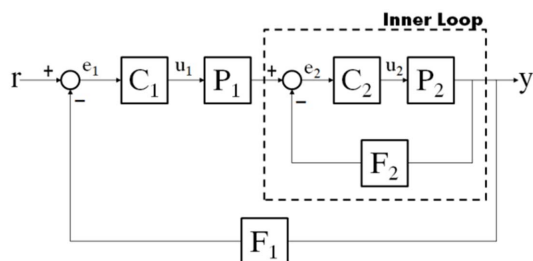 Inner Loop
r + e₁ C₁ u₁ P₁ + e₂ C₂ u₂ P₂ y
− −
F₂
F₁